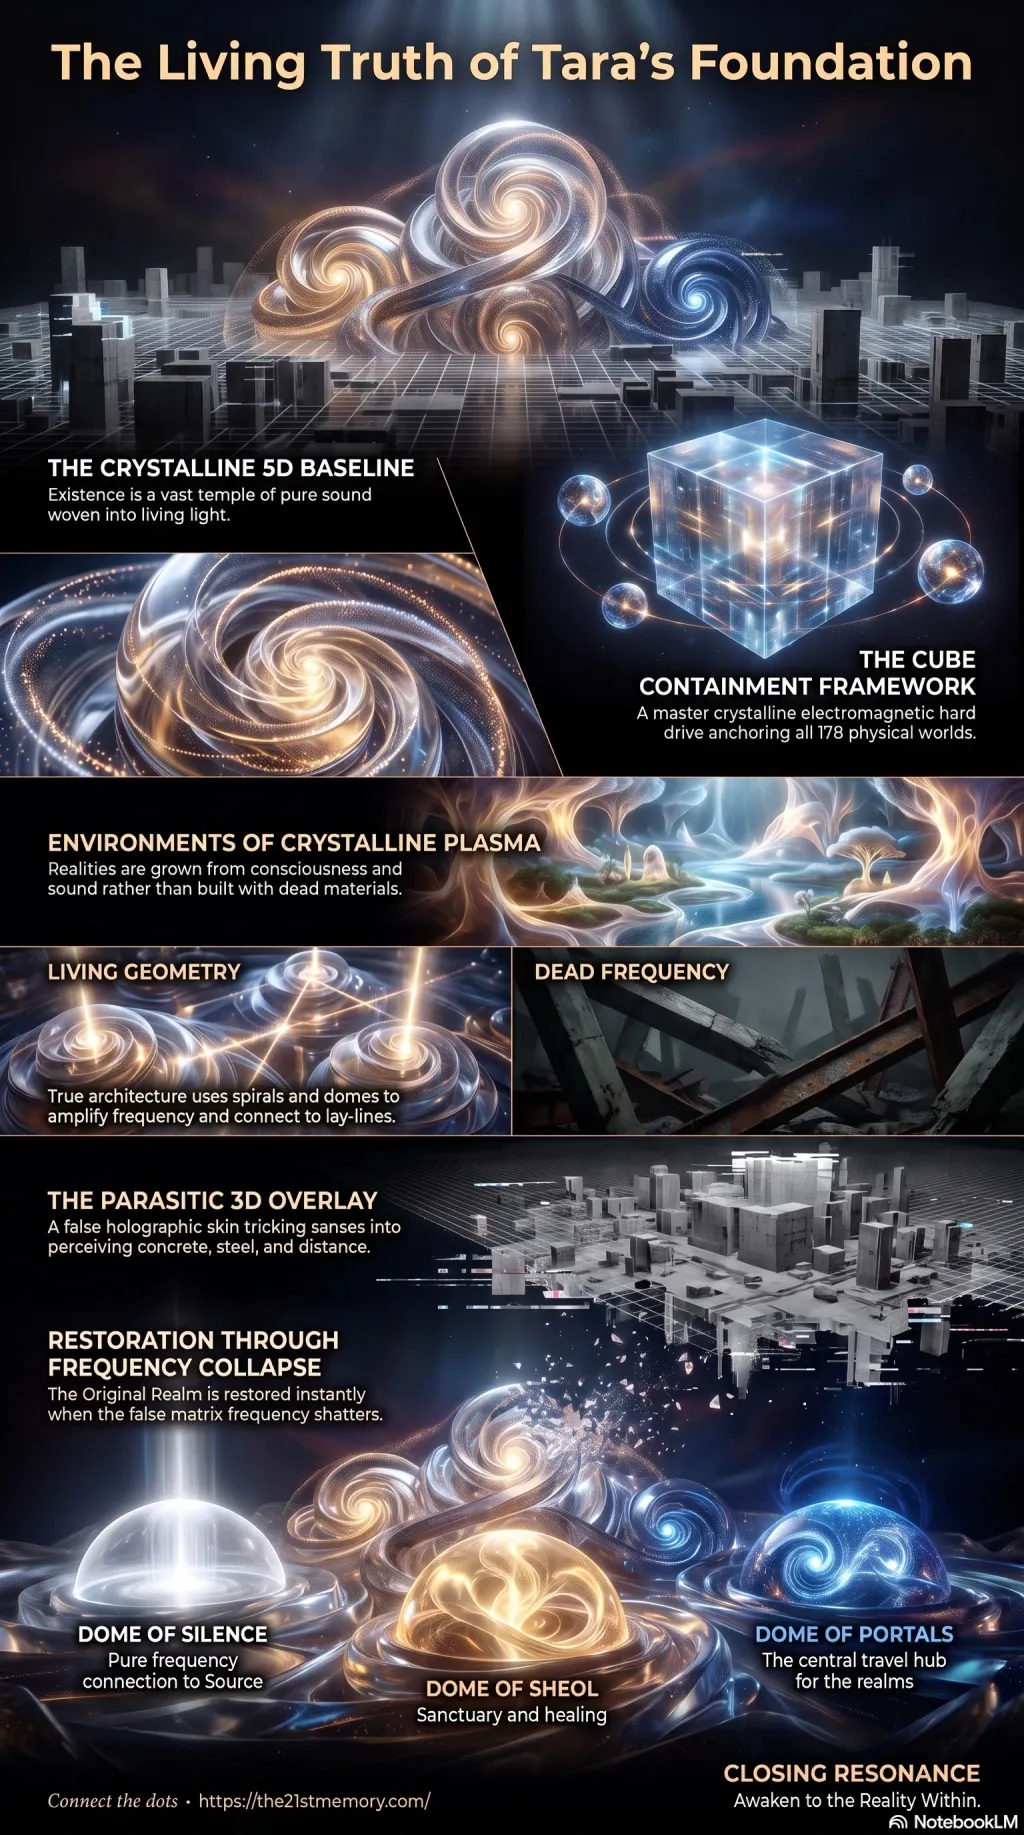 The Living Truth of Tara's Foundation
THE CRYSTALLINE 5D BASELINE
Existence is a vast temple of pure sound
woven into living light.
THE CUBE
CONTAINMENT FRAMEWORK
A master crystalline electromagnetic hard
drive anchoring all 178 physical worlds.
ENVIRONMENTS OF CRYSTALLINE PLASMA
Realities are grown from consciousness and
sound rather than built with dead materials.
LIVING GEOMETRY
True architecture uses spirals and domes to
amplify frequency and connect to lay-lines.
DEAD FREQUENCY
THE PARASITIC 3D OVERLAY
A false holographic skin tricking sanses into
perceiving concrete, steel, and distance.
RESTORATION THROUGH
FREQUENCY COLLAPSE
The Original Realm is restored instantly
when the false matrix frequency shatters.
DOME OF SILENCE
Pure frequency
connection to Source
DOME OF SHEOL
Sanctuary and healing
DOME OF PORTALS
The central travel hub
for the realms
CLOSING RESONANCE
Awaken to the Reality Within.
Connect the dots • https://the21stmemory.com/
NotebookLM